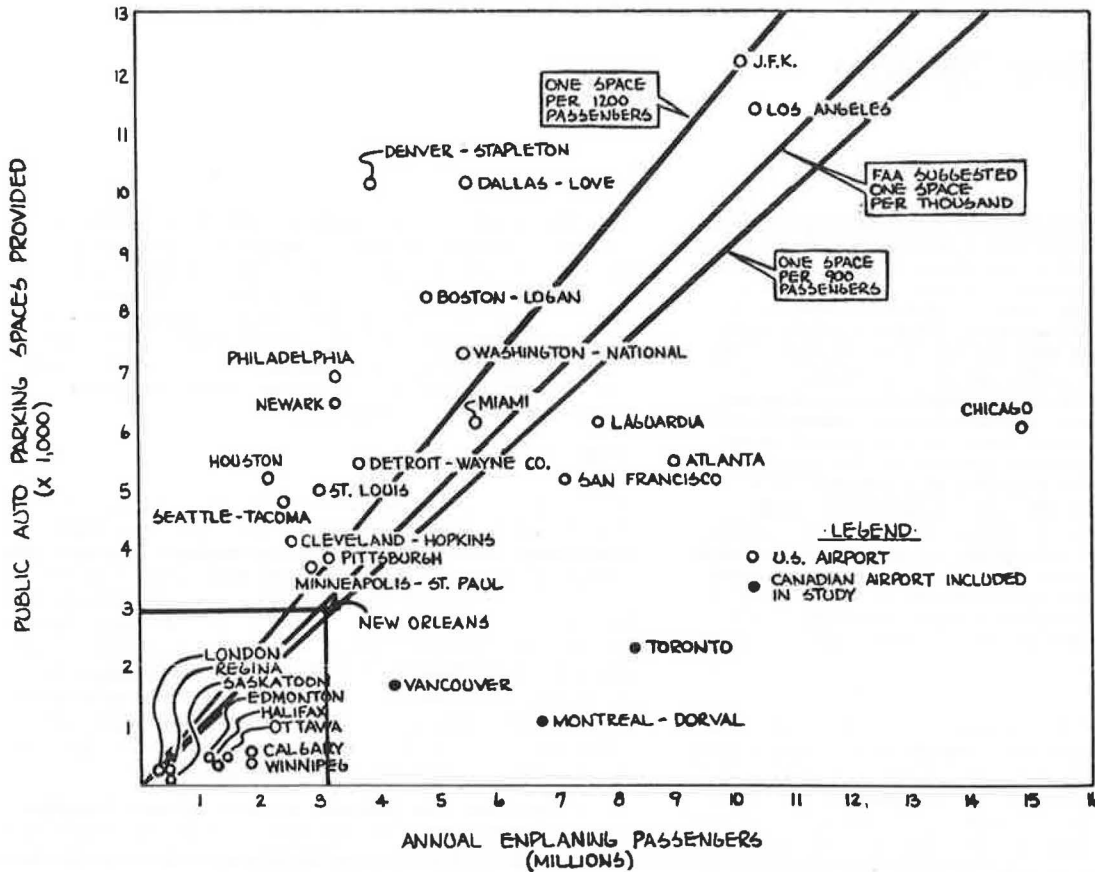 PUBLIC AUTO PARKING SPACES PROVIDED
(X 1,000)
13
12
11
10
9
8
7
6
5
4
3
2
1
ONE SPACE
PER 1200
PASSENGERS
J.F.K.
LOS ANGELES
DENVER - STAPLETON
DALLAS - LOVE
FAA SUGGESTED
ONE SPACE
PER THOUSAND
ONE SPACE
PER 900
PASSENGERS
BOSTON - LOGAN
WASHINGTON - NATIONAL
PHILADELPHIA
NEWARK
MIAMI
LAGUARDIA
CHICAGO
HOUSTON
DETROIT - WAYNE CO.
ATLANTA
ST. LOUIS
SAN FRANCISCO
SEATTLE - TACOMA
CLEVELAND - HOPKINS
PITTSBURGH
MINNEAPOLIS - ST. PAUL
NEW ORLEANS
LEGEND
U.S. AIRPORT
CANADIAN AIRPORT INCLUDED
IN STUDY
LONDON
REGINA
SASKATOON
EDMONTON
HALIFAX
OTTAWA
CALGARY
WINNIPEG
TORONTO
VANCOUVER
MONTREAL - DORVAL
1 2 3 4 5 6 7 8 9 10 11 12. 13 14 15 16
ANNUAL ENPLANING PASSENGERS
(MILLIONS)